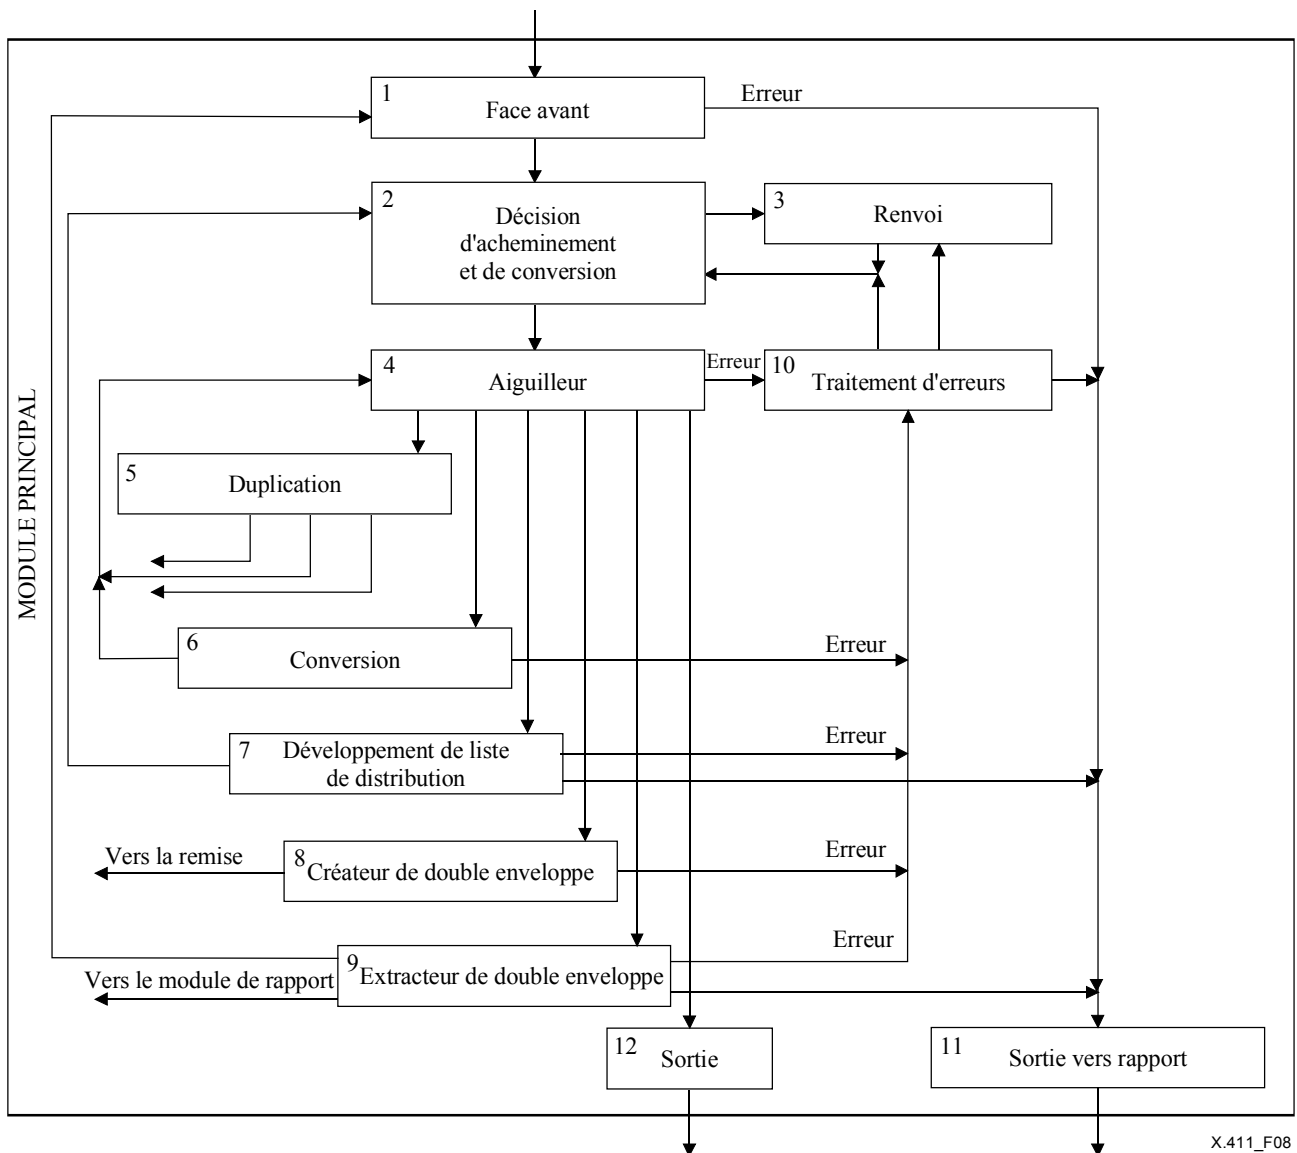 1
Face avant
Erreur
2
Décision
d'acheminement
et de conversion
3
Renvoi
4
Aiguilleur
Erreur
10
Traitement d'erreurs
MODULE PRINCIPAL
5
Duplication
6
Conversion
Erreur
7
Développement de liste
de distribution
Erreur
Vers la remise
8
Créateur de double enveloppe
Erreur
Vers le module de rapport
9
Extracteur de double enveloppe
Erreur
12
Sortie
11
Sortie vers rapport
X.411_F08